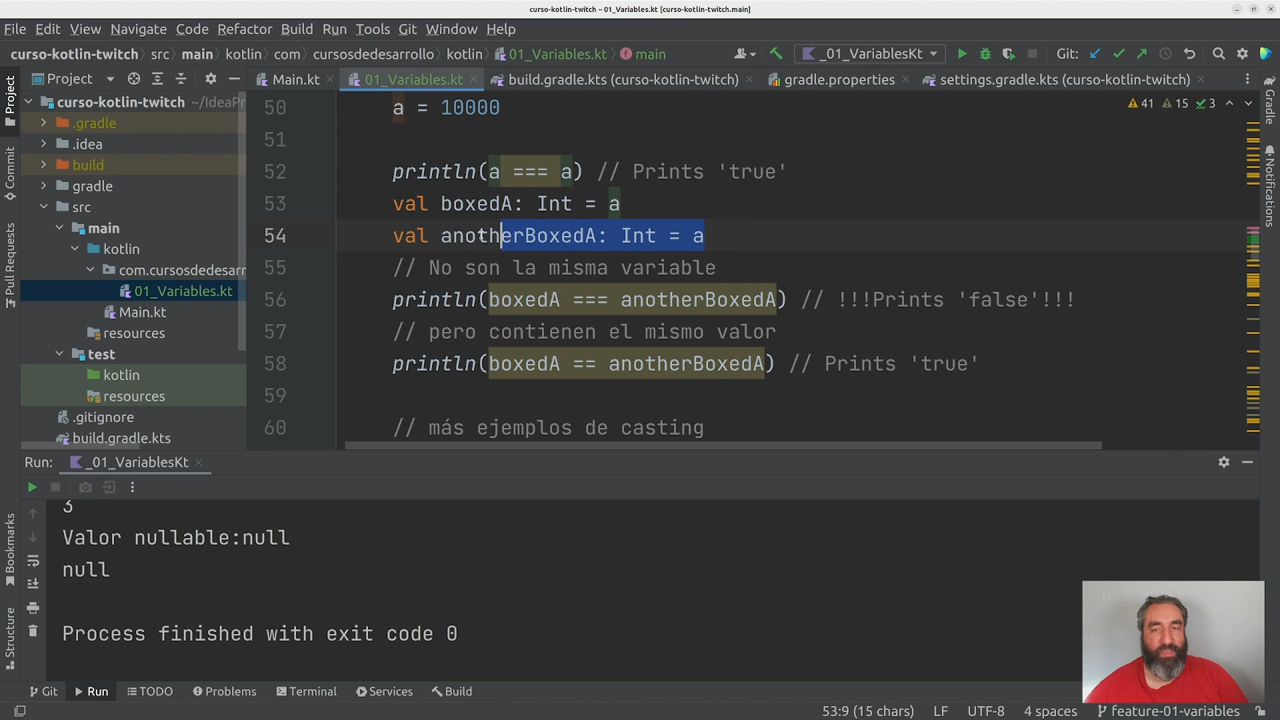 curso-kotlin-twitch – 01_Variables.kt [curso-kotlin-twitch.main]
File Edit View Navigate Code Refactor Build Run Tools Git Window Help
curso-kotlin-twitch src main kotlin com cursosdedesarrollo kotlin 01_Variables.kt main _01_VariablesKt Git:
Project Main.kt 01_Variables.kt build.gradle.kts (curso-kotlin-twitch) gradle.properties settings.gradle.kts (curso-kotlin-twitch)
curso-kotlin-twitch ~/IdeaPr
.gradle
.idea
build
gradle
src
main
kotlin
com.cursosdedesarr
01_Variables.kt
Main.kt
resources
test
kotlin
resources
.gitignore
build.gradle.kts
Project
Commit
Pull Requests
Bookmarks
Structure
41 15 3
50 a = 10000
51
52 println(a === a) // Prints 'true'
53 val boxedA: Int = a
54 val anotherBoxedA: Int = a
55 // No son la misma variable
56 println(boxedA === anotherBoxedA) // !!!Prints 'false'!!!
57 // pero contienen el mismo valor
58 println(boxedA == anotherBoxedA) // Prints 'true'
59
60 // más ejemplos de casting
Gradle
Notifications
Run: _01_VariablesKt
3
Valor nullable:null
null
Process finished with exit code 0
Git Run TODO Problems Terminal Services Build
53:9 (15 chars) LF UTF-8 4 spaces feature-01-variables